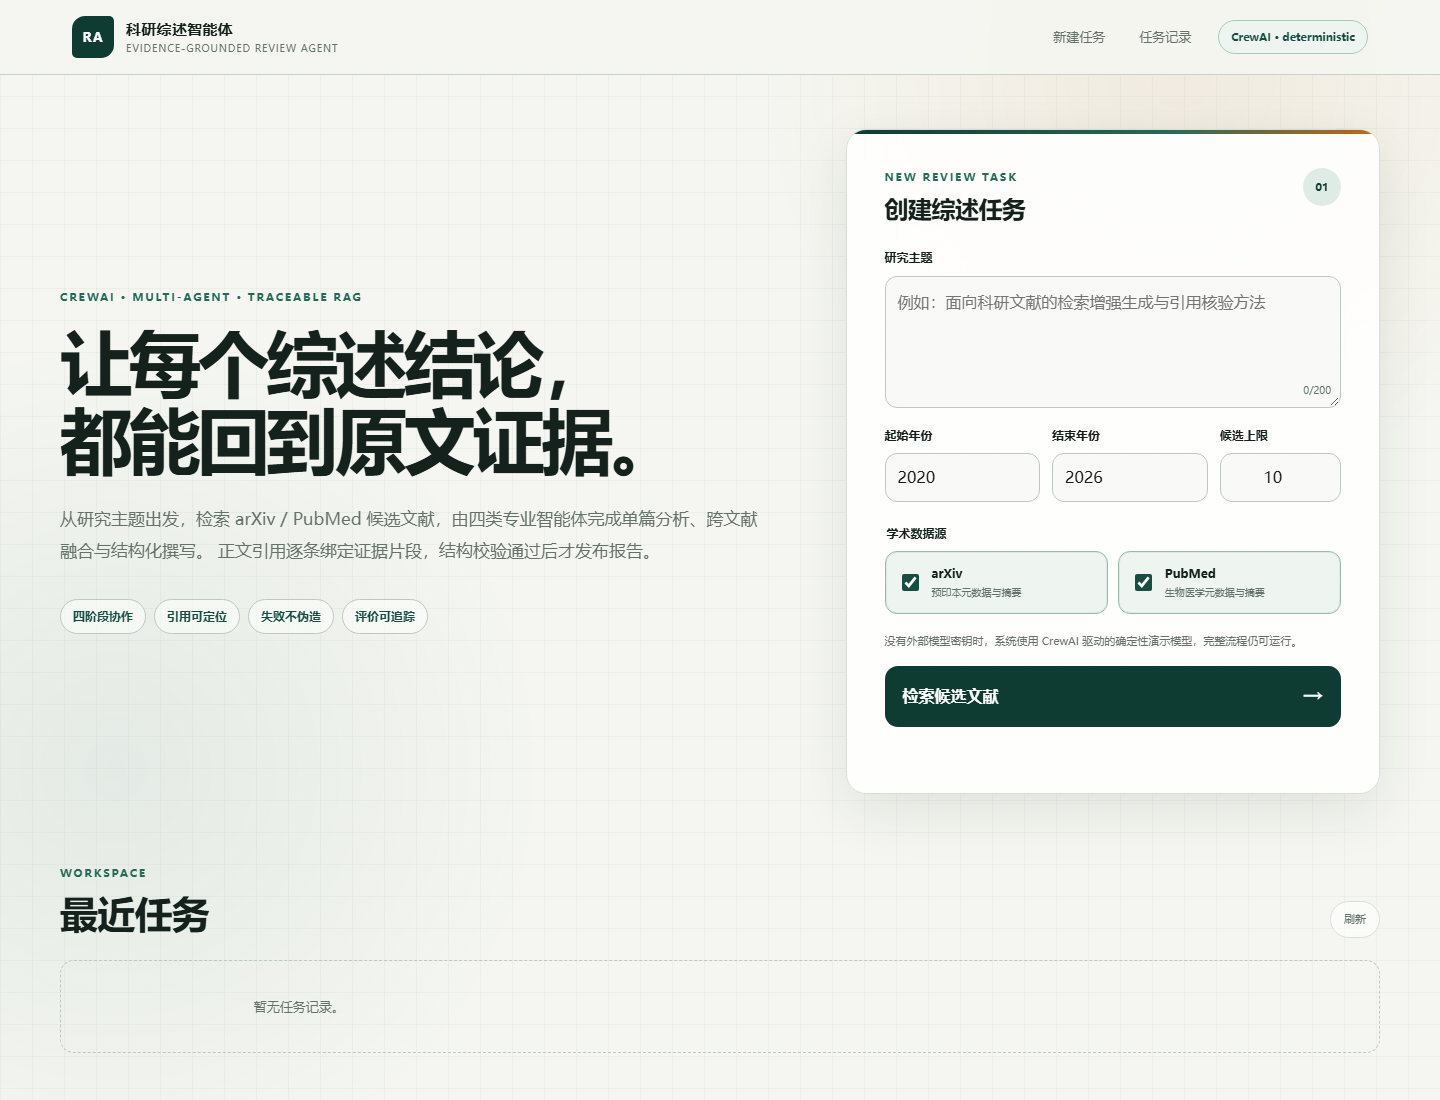 RA
科研综述智能体
EVIDENCE-GROUNDED REVIEW AGENT
新建任务
任务记录
CrewAI • deterministic
CREWAI • MULTI-AGENT • TRACEABLE RAG
让每个综述结论，
都能回到原文证据。
从研究主题出发，检索 arXiv / PubMed 候选文献，由四类专业智能体完成单篇分析、跨文献
融合与结构化撰写。 正文引用逐条绑定证据片段，结构校验通过后才发布报告。
四阶段协作
引用可定位
失败不伪造
评价可追踪
NEW REVIEW TASK
01
创建综述任务
研究主题
例如：面向科研文献的检索增强生成与引用核验方法
0/200
起始年份
结束年份
候选上限
2020
2026
10
学术数据源
arXiv
预印本元数据与摘要
PubMed
生物医学元数据与摘要
没有外部模型密钥时，系统使用 CrewAI 驱动的确定性演示模型，完整流程仍可运行。
检索候选文献 →
WORKSPACE
最近任务
刷新
暂无任务记录。